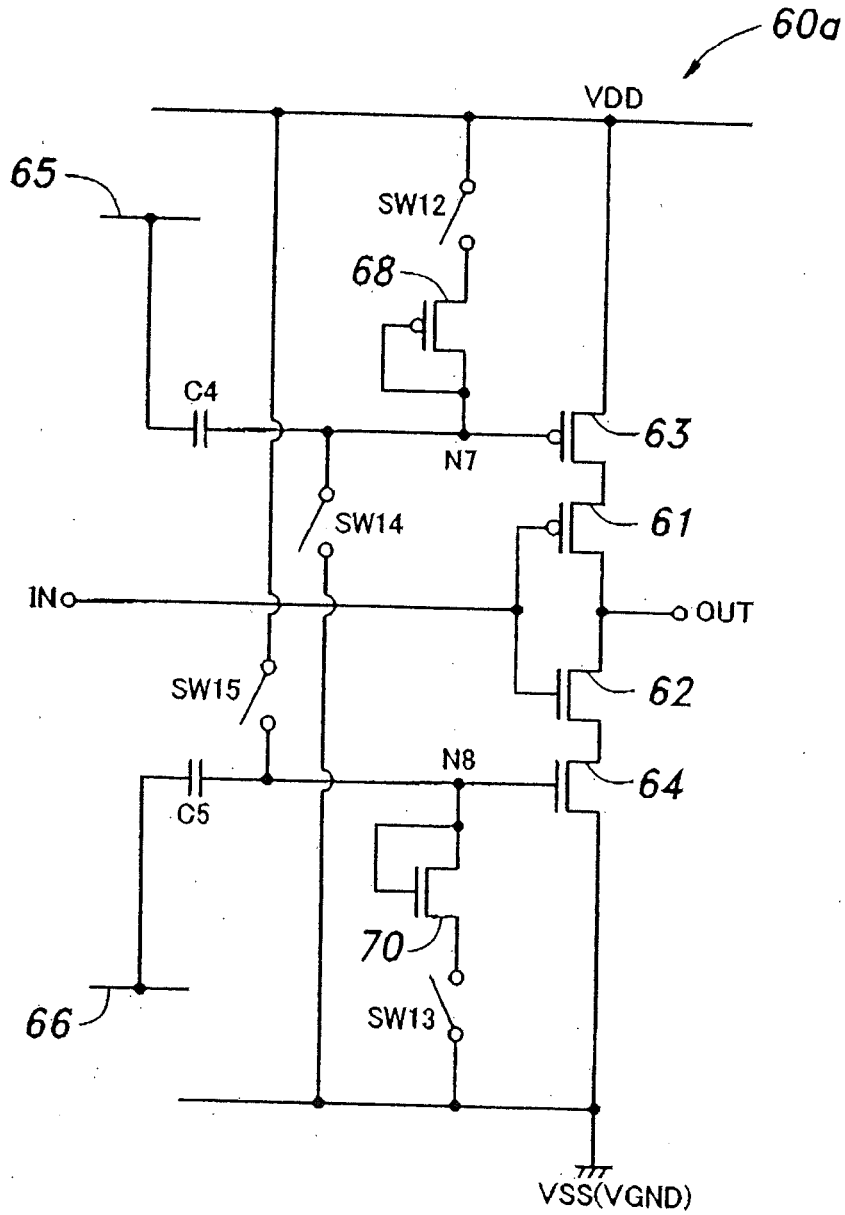 60a
VDD
65
SW12
68
C4
63
N7
61
SW14
IN
OUT
SW15
62
N8
64
C5
70
SW13
66
VSS(VGND)